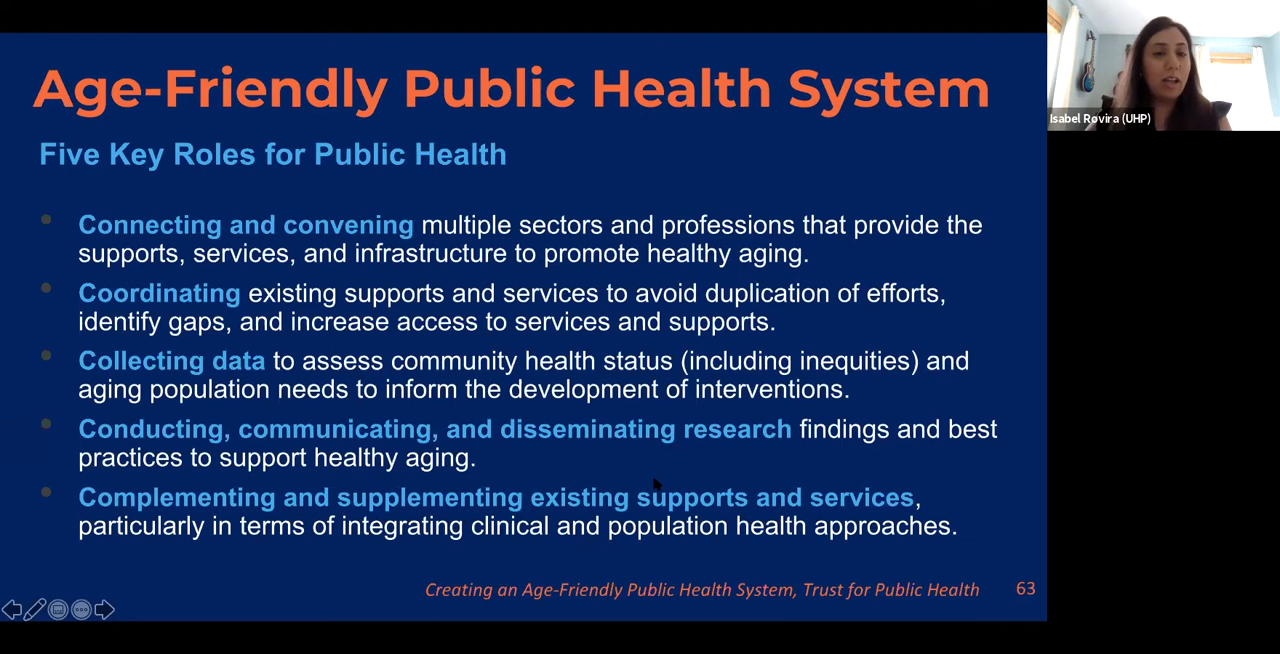 Age-Friendly Public Health System
Five Key Roles for Public Health
Connecting and convening multiple sectors and professions that provide the
supports, services, and infrastructure to promote healthy aging.
Coordinating existing supports and services to avoid duplication of efforts,
identify gaps, and increase access to services and supports.
Collecting data to assess community health status (including inequities) and
aging population needs to inform the development of interventions.
Conducting, communicating, and disseminating research findings and best
practices to support healthy aging.
Complementing and supplementing existing supports and services,
particularly in terms of integrating clinical and population health approaches.
Creating an Age-Friendly Public Health System, Trust for Public Health
63
Isabel Rovira (UHP)